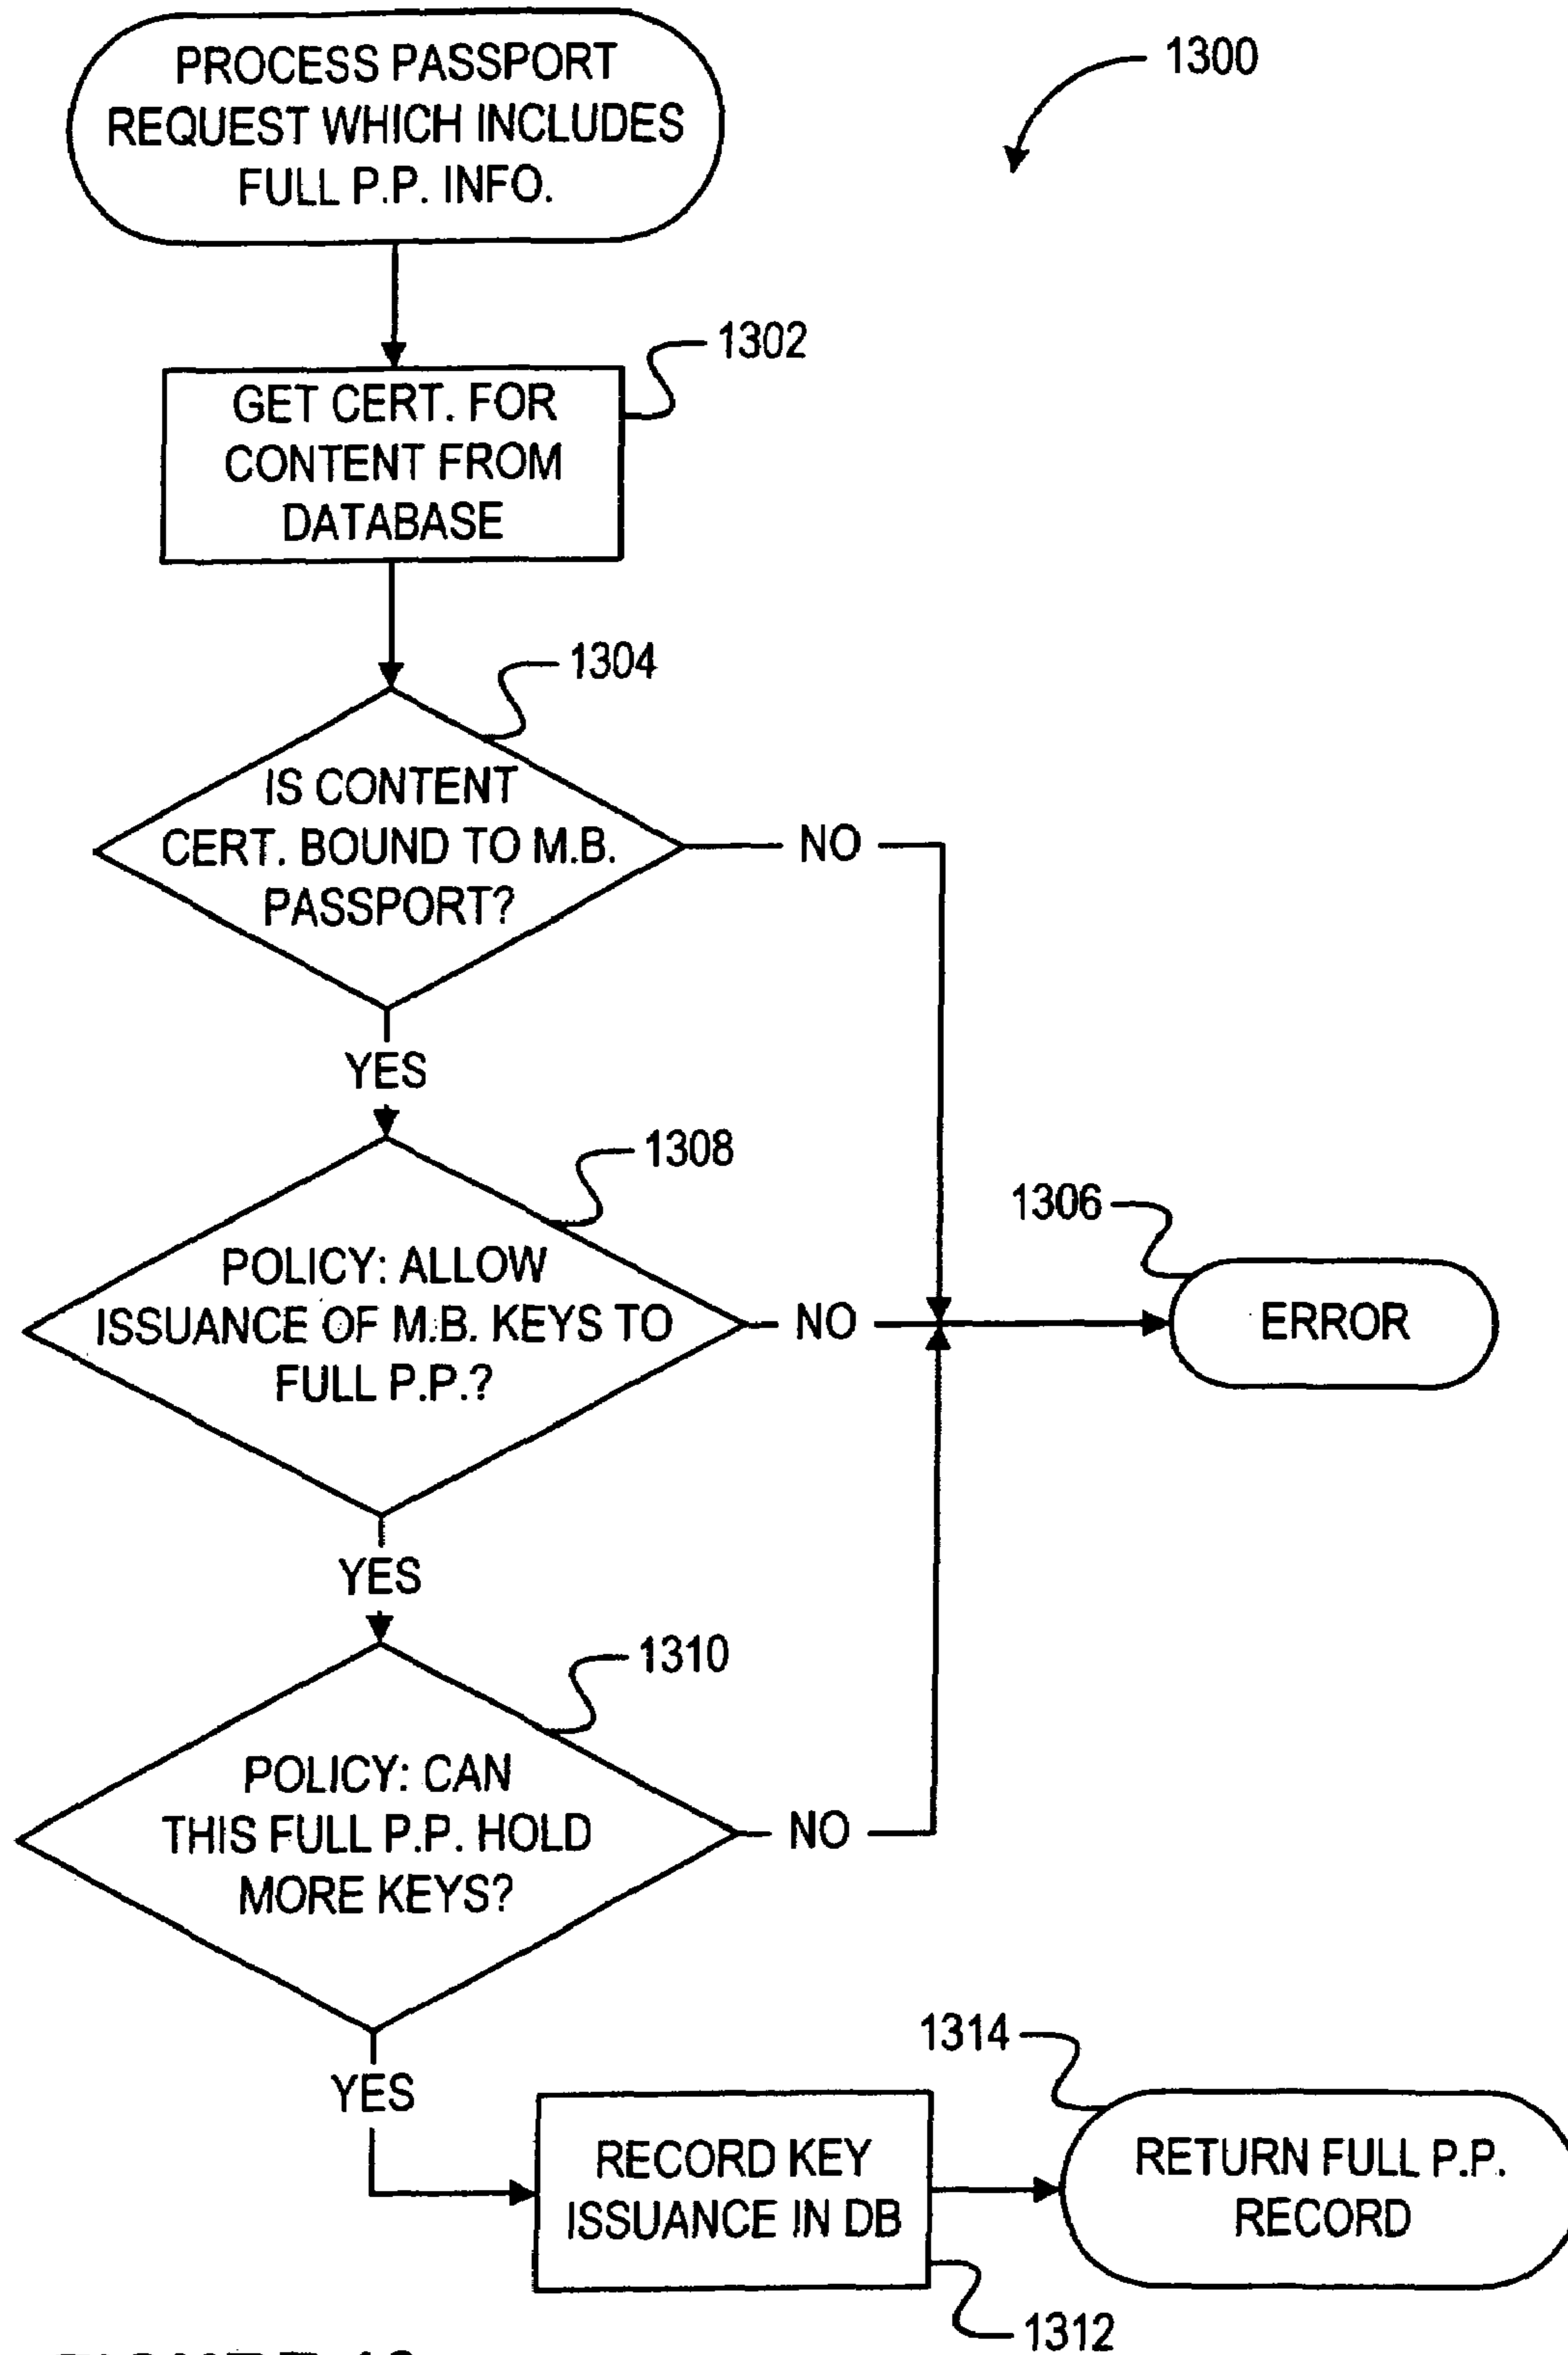 PROCESS PASSPORT
REQUEST WHICH INCLUDES
FULL P.P. INFO.
1300
1302
GET CERT. FOR
CONTENT FROM
DATABASE
1304
IS CONTENT
CERT. BOUND TO M.B.
PASSPORT?
NO
YES
1308
1306
POLICY: ALLOW
ISSUANCE OF M.B. KEYS TO
FULL P.P.?
NO
ERROR
YES
1310
POLICY: CAN
THIS FULL P.P. HOLD
MORE KEYS?
NO
YES
1314
RECORD KEY
ISSUANCE IN DB
RETURN FULL P.P.
RECORD
1312